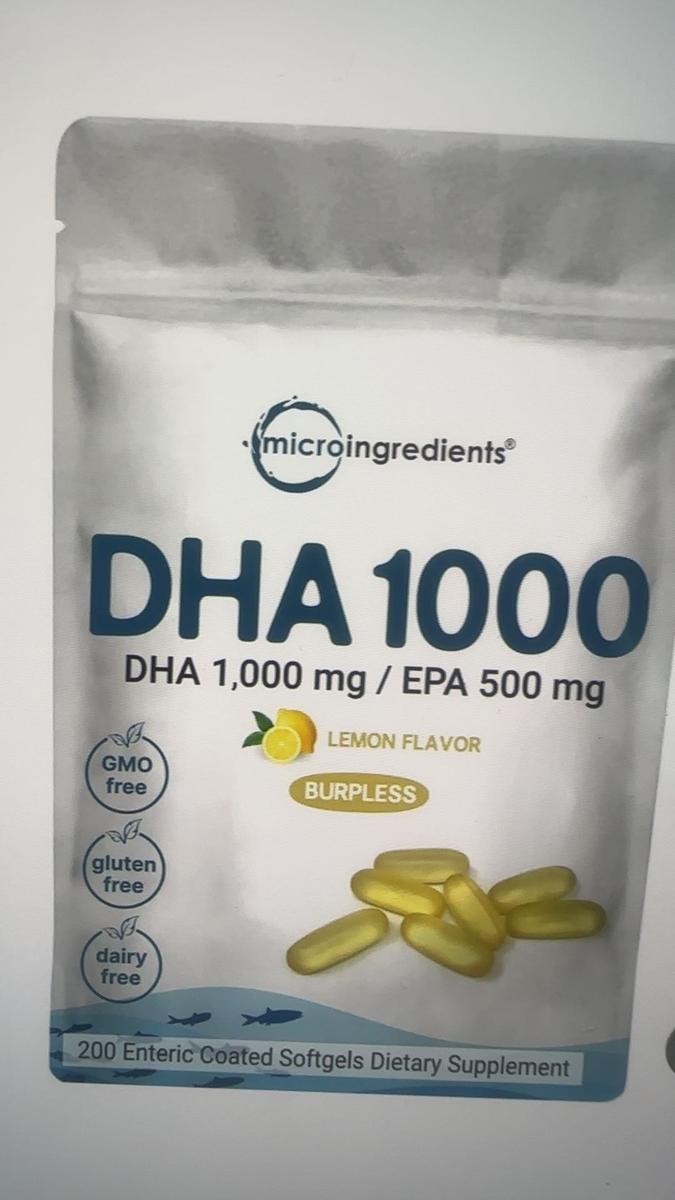 microingredients®
DHA 1000
DHA 1,000 mg / EPA 500 mg
LEMON FLAVOR
BURPLESS
GMO
free
gluten
free
dairy
free
200 Enteric Coated Softgels Dietary Supplement